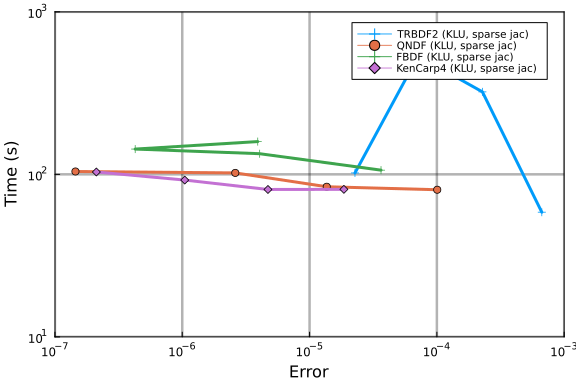 10^3
TRBDF2 (KLU, sparse jac)
QNDF (KLU, sparse jac)
FBDF (KLU, sparse jac)
KenCarp4 (KLU, sparse jac)
Time (s)
10^2
10^1
10^-7 10^-6 10^-5 10^-4 10^-3
Error